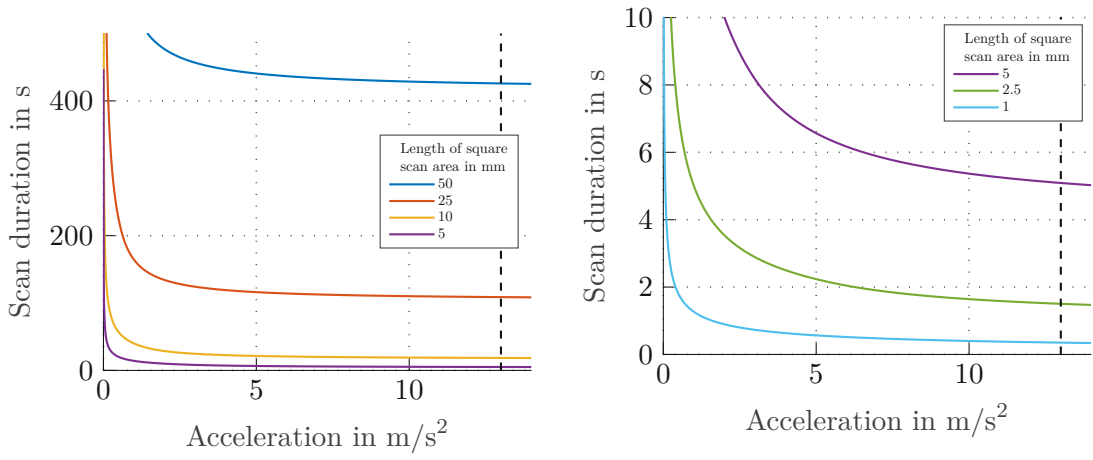 Scan duration in s
400
200
0
0
5
10
Acceleration in m/s²
Length of square
scan area in mm
50
25
10
5
Scan duration in s
10
8
6
4
2
0
0
5
10
Acceleration in m/s²
Length of square
scan area in mm
5
2.5
1